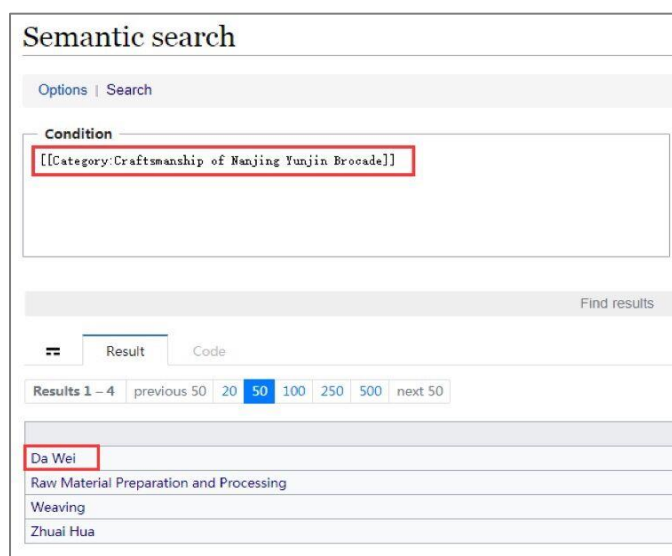 Semantic search
Options | Search
Condition
[[Category:Craftsmanship of Nanjing Yunjin Brocade]]
Find results
Result Code
Results 1 – 4 previous 50 20 50 100 250 500 next 50
Da Wei
Raw Material Preparation and Processing
Weaving
Zhuai Hua